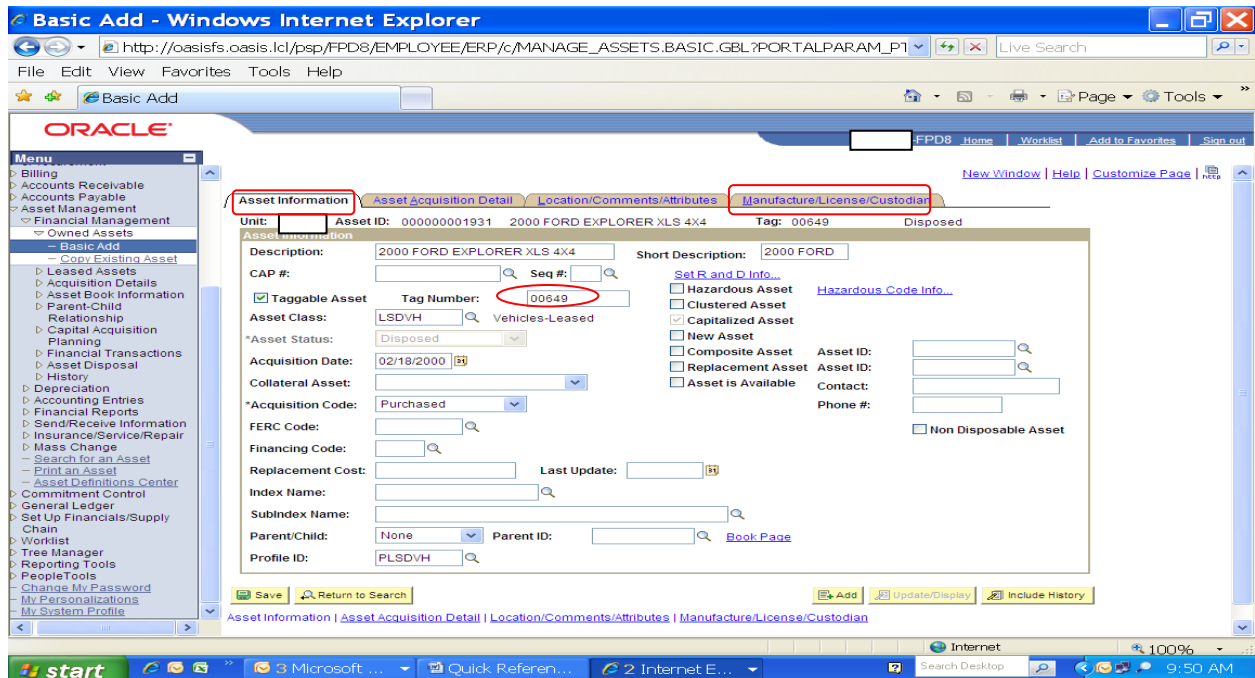 Basic Add - Windows Internet Explorer
http://oasisfs.oasis.lcl/psp/FPD8/EMPLOYEE/ERP/c/MANAGE_ASSETS.BASIC.GBL?PORTALPARAM_PT Live Search
File Edit View Favorites Tools Help
Basic Add Page Tools
ORACLE
-FPD8 Home Worklist Add to Favorites Sign out
Menu
Billing
Accounts Receivable
Accounts Payable
Asset Management
Financial Management
Owned Assets
Basic Add
Copy Existing Asset
Leased Assets
Acquisition Details
Asset Book Information
Parent-Child
Relationship
Capital Acquisition
Planning
Financial Transactions
Asset Disposal
History
Depreciation
Accounting Entries
Financial Reports
Send/Receive Information
Insurance/Service/Repair
Mass Change
Search for an Asset
Print an Asset
Asset Definitions Center
Commitment Control
General Ledger
Set Up Financials/Supply
Chain
Worklist
Tree Manager
Reporting Tools
PeopleTools
Change My Password
My Personalizations
My System Profile
New Window | Help | Customize Page | http
Asset Information Asset Acquisition Detail Location/Comments/Attributes Manufacture/License/Custodian
Unit: Asset ID: 000000001931 2000 FORD EXPLORER XLS 4X4 Tag: 00649 Disposed
Asset Information
Description: 2000 FORD EXPLORER XLS 4X4 Short Description: 2000 FORD
CAP #: Seq #: Set R and D Info...
Hazardous Asset Hazardous Code Info...
Taggable Asset Tag Number: 00649 Clustered Asset
Asset Class: LSDVH Vehicles-Leased Capitalized Asset
*Asset Status: Disposed New Asset
Composite Asset Asset ID:
Acquisition Date: 02/18/2000 31 Replacement Asset Asset ID:
Collateral Asset: Asset is Available Contact:
*Acquisition Code: Purchased Phone #:
FERC Code: Non Disposable Asset
Financing Code:
Replacement Cost: Last Update: 31
Index Name:
SubIndex Name:
Parent/Child: None Parent ID: Book Page
Profile ID: PLSDVH
Save Return to Search Add Update/Display Include History
Asset Information | Asset Acquisition Detail | Location/Comments/Attributes | Manufacture/License/Custodian
Internet 100%
start 3 Microsoft ... Quick Referen... 2 Internet E... Search Desktop 9:50 AM